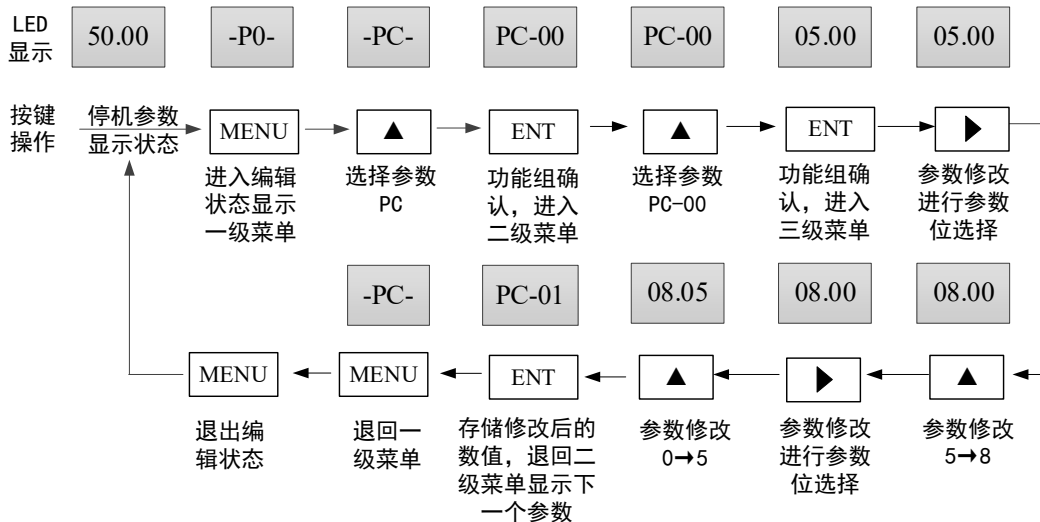 LED
显示
50.00
-P0-
-PC-
PC-00
PC-00
05.00
05.00
按键
操作
停机参数
显示状态
MENU
▲
ENT
▲
ENT
▶
进入编辑
状态显示
一级菜单
选择参数
PC
功能组确
认，进入
二级菜单
选择参数
PC-00
功能组确
认，进入
三级菜单
参数修改
进行参数
位选择
-PC-
PC-01
08.05
08.00
08.00
MENU
MENU
ENT
▲
▶
▲
退出编
辑状态
退回一
级菜单
存储修改后的
数值，退回二
级菜单显示下
一个参数
参数修改
0→5
参数修改
进行参数
位选择
参数修改
5→8